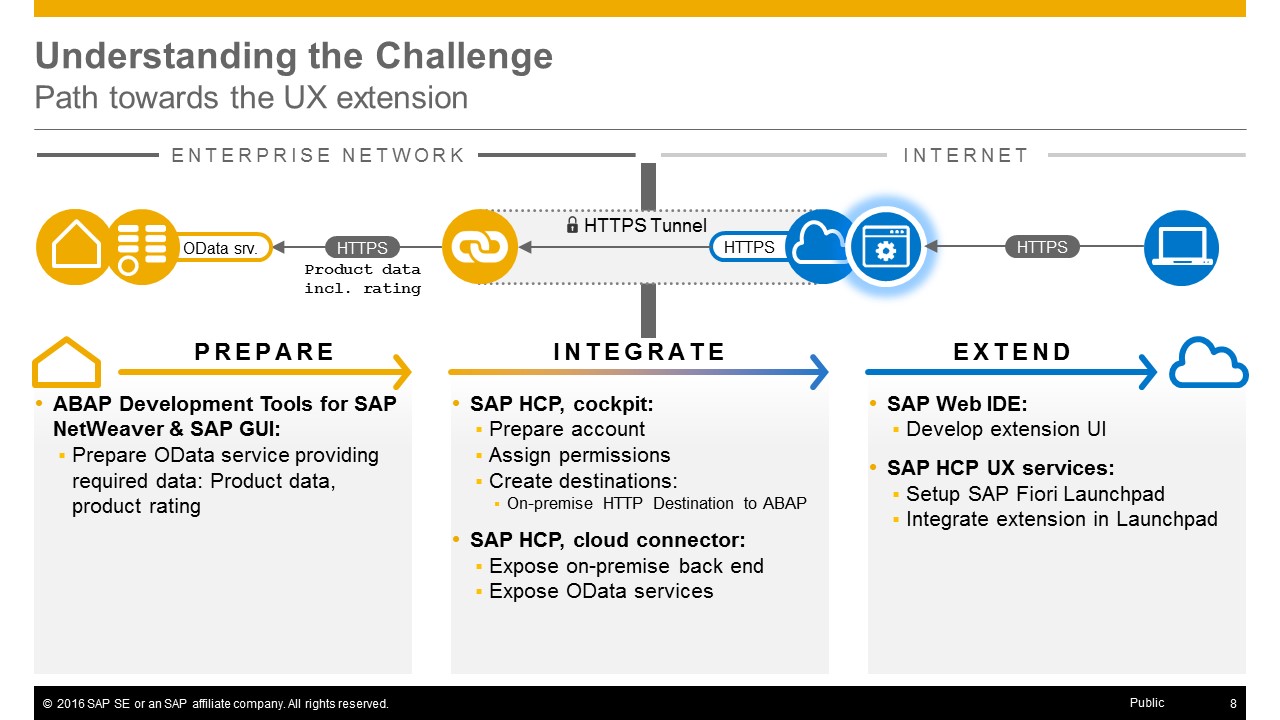 Understanding the Challenge
Path towards the UX extension
ENTERPRISE NETWORK
INTERNET
OData srv.
HTTPS
Product data
incl. rating
HTTPS Tunnel
HTTPS
HTTPS
PREPARE
• ABAP Development Tools for SAP
NetWeaver & SAP GUI:
▪ Prepare OData service providing
required data: Product data,
product rating
INTEGRATE
• SAP HCP, cockpit:
▪ Prepare account
▪ Assign permissions
▪ Create destinations:
▪ On-premise HTTP Destination to ABAP
• SAP HCP, cloud connector:
▪ Expose on-premise back end
▪ Expose OData services
EXTEND
• SAP Web IDE:
▪ Develop extension UI
• SAP HCP UX services:
▪ Setup SAP Fiori Launchpad
▪ Integrate extension in Launchpad
© 2016 SAP SE or an SAP affiliate company. All rights reserved.
Public
8